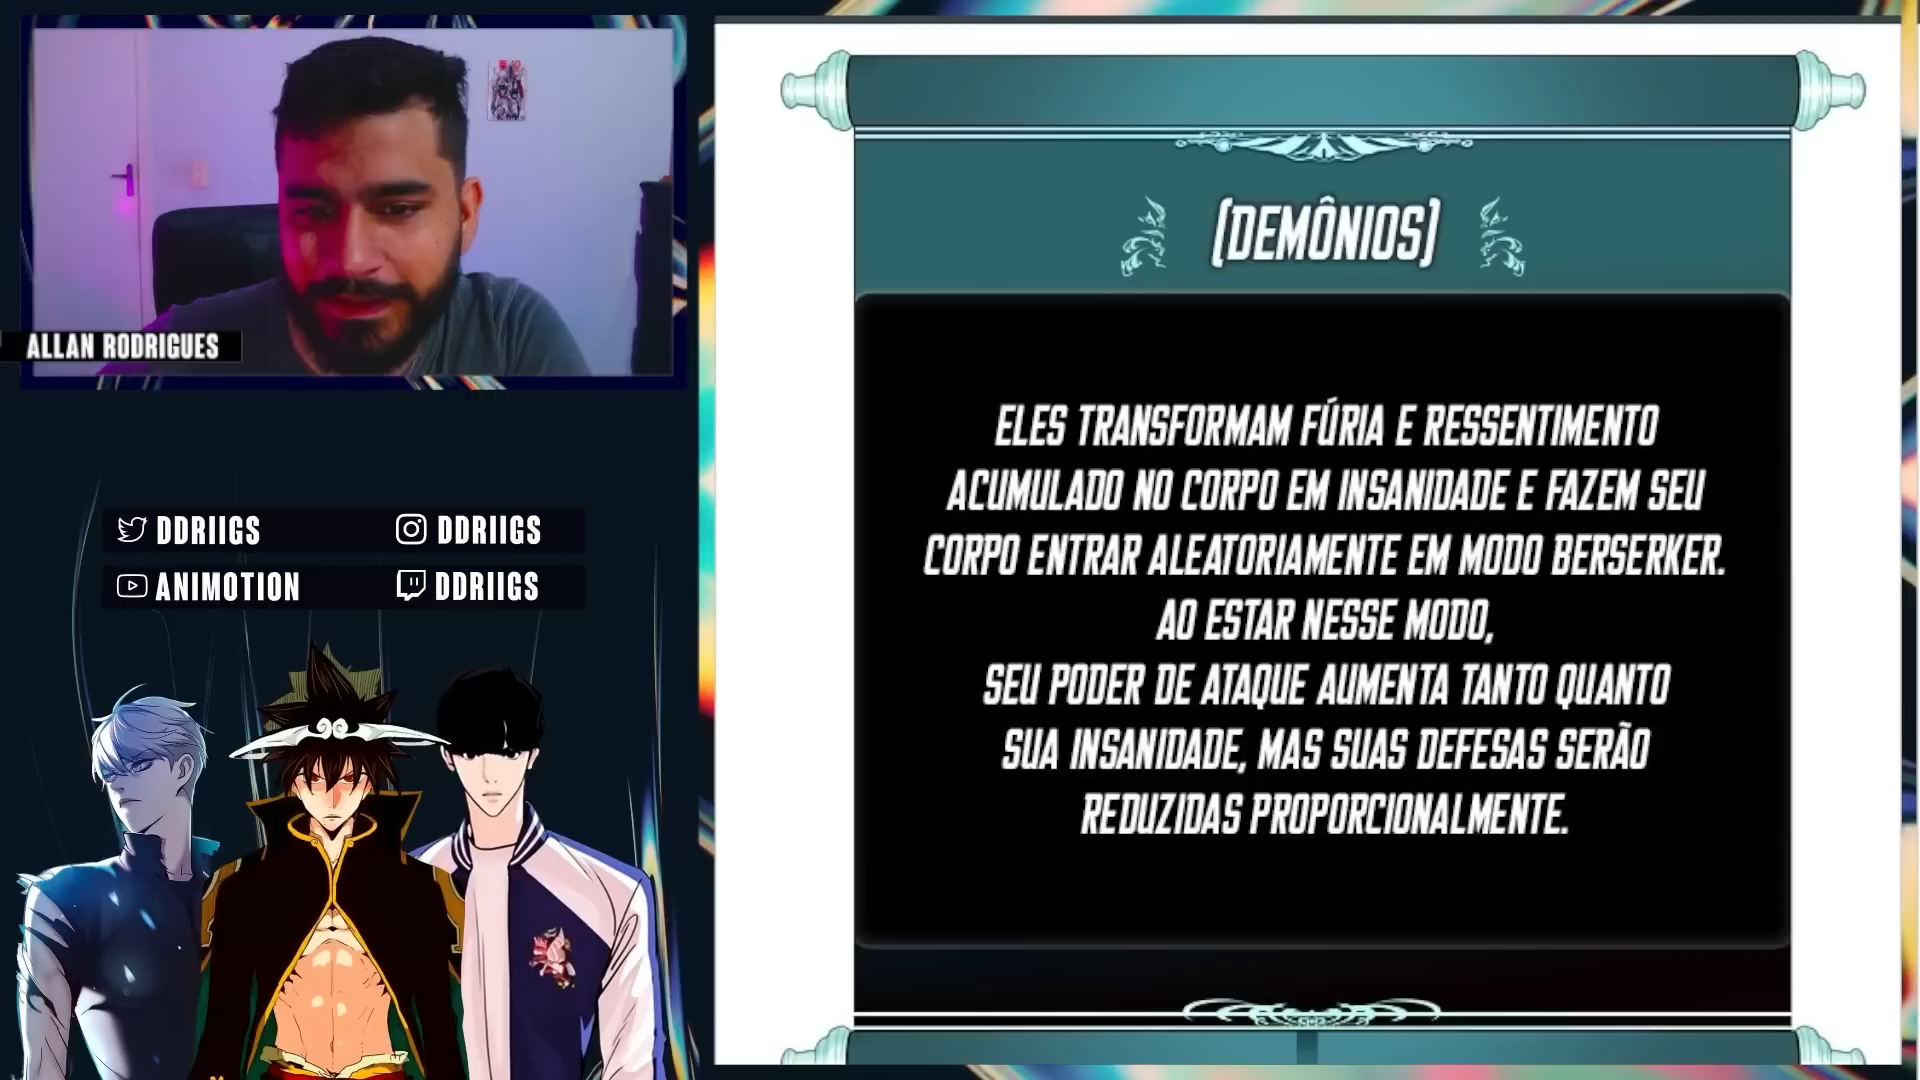 ALLAN RODRIGUES
DDRIIGS
DDRIIGS
ANIMOTION
DDRIIGS
[DEMÔNIOS]
ELES TRANSFORMAM FÚRIA E RESSENTIMENTO
ACUMULADO NO CORPO EM INSANIDADE E FAZEM SEU
CORPO ENTRAR ALEATORIAMENTE EM MODO BERSERKER.
AO ESTAR NESSE MODO,
SEU PODER DE ATAQUE AUMENTA TANTO QUANTO
SUA INSANIDADE, MAS SUAS DEFESAS SERÃO
REDUZIDAS PROPORCIONALMENTE.